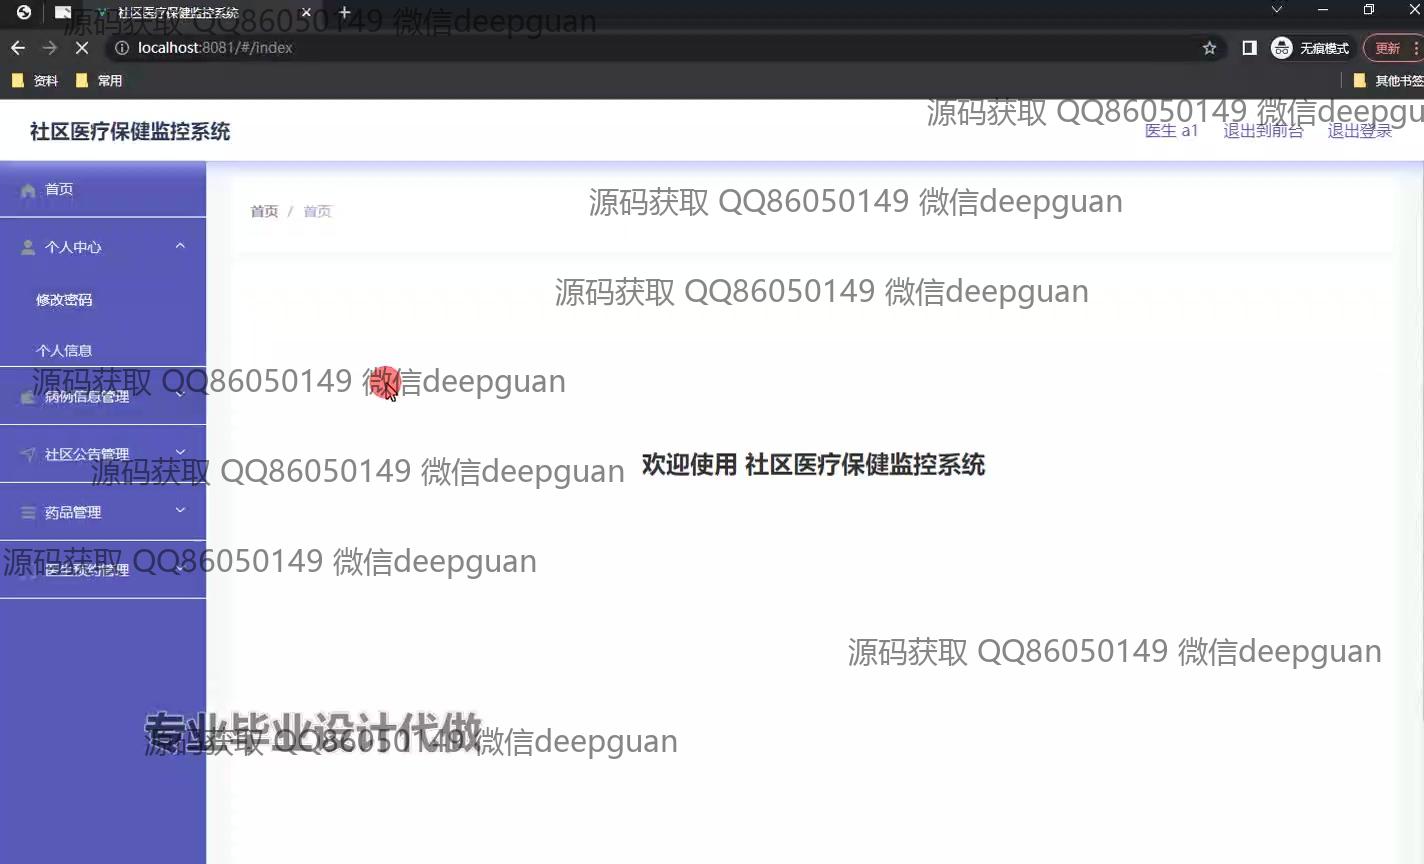 社区医疗保健监控系统
源码获取 QQ86050149 微信deepguan
localhost:8081/#/index
无痕模式
更新
资料
常用
其他书签
源码获取 QQ86050149 微信deepgu
社区医疗保健监控系统
医生 a1
退出到前台
退出登录
首页
首页 / 首页
源码获取 QQ86050149 微信deepguan
个人中心
源码获取 QQ86050149 微信deepguan
修改密码
个人信息
源码获取 QQ86050149 微信deepguan
病例信息管理
社区公告管理
源码获取 QQ86050149 微信deepguan
欢迎使用 社区医疗保健监控系统
药品管理
源码获取 QQ86050149 微信deepguan
医生预约管理
源码获取 QQ86050149 微信deepguan
专业毕业设计代做
源码获取 QQ86050149 微信deepguan